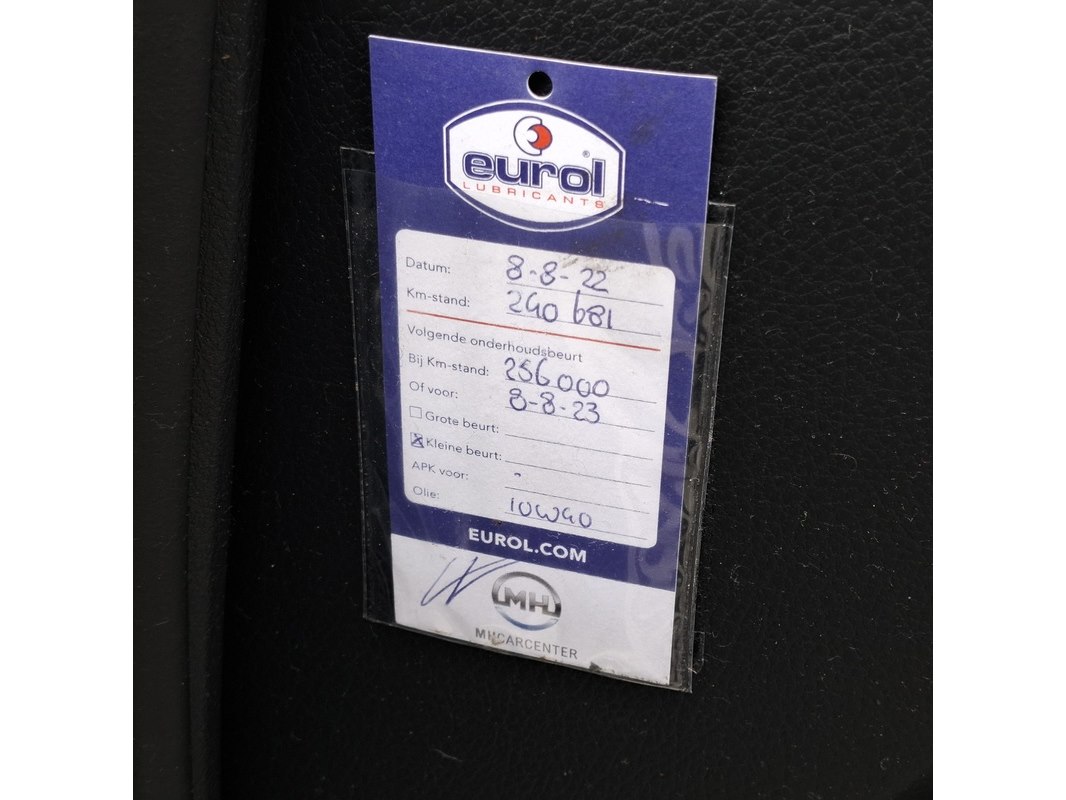 eurol ®
LUBRICANTS
Datum: 8-8-22
Km-stand: 240 681
Volgende onderhoudsbeurt
Bij Km-stand: 256000
Of voor: 8-8-23
Grote beurt:
Kleine beurt:
APK voor: -
Olie: 10W40
EUROL.COM
MH
MHCARCENTER